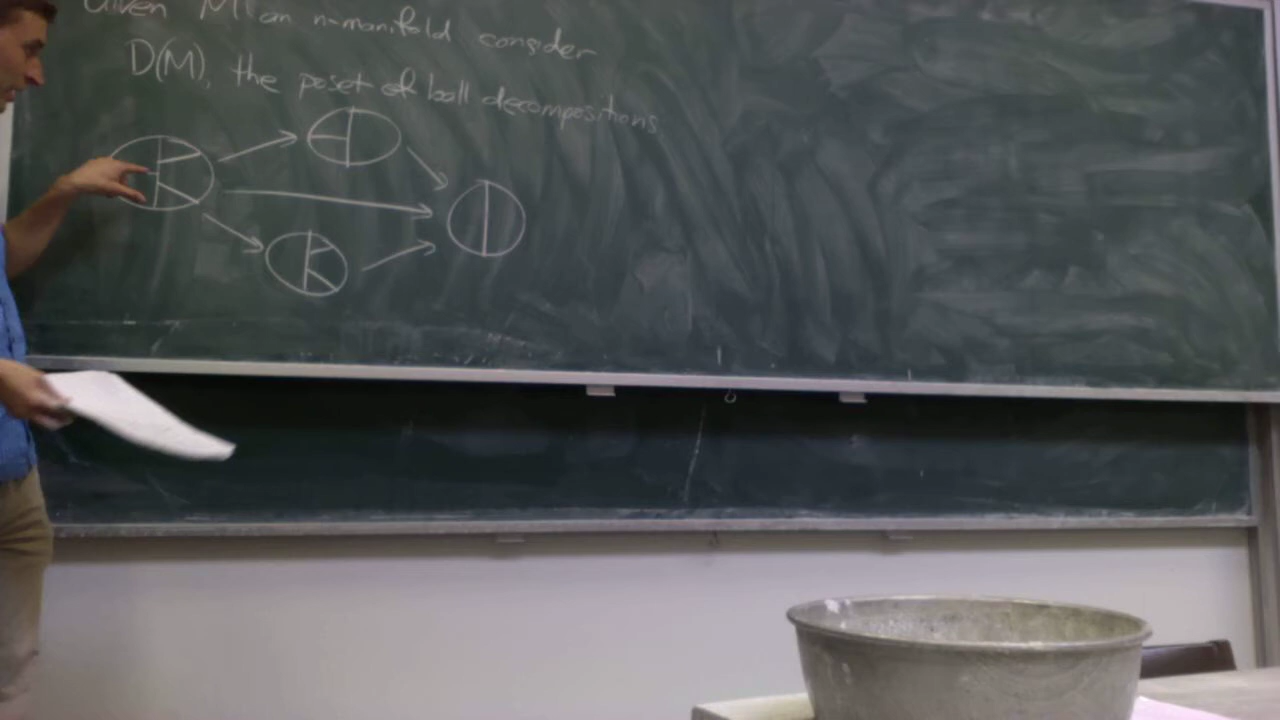 Given M an n-manifold consider
D(M), the poset of ball decompositions